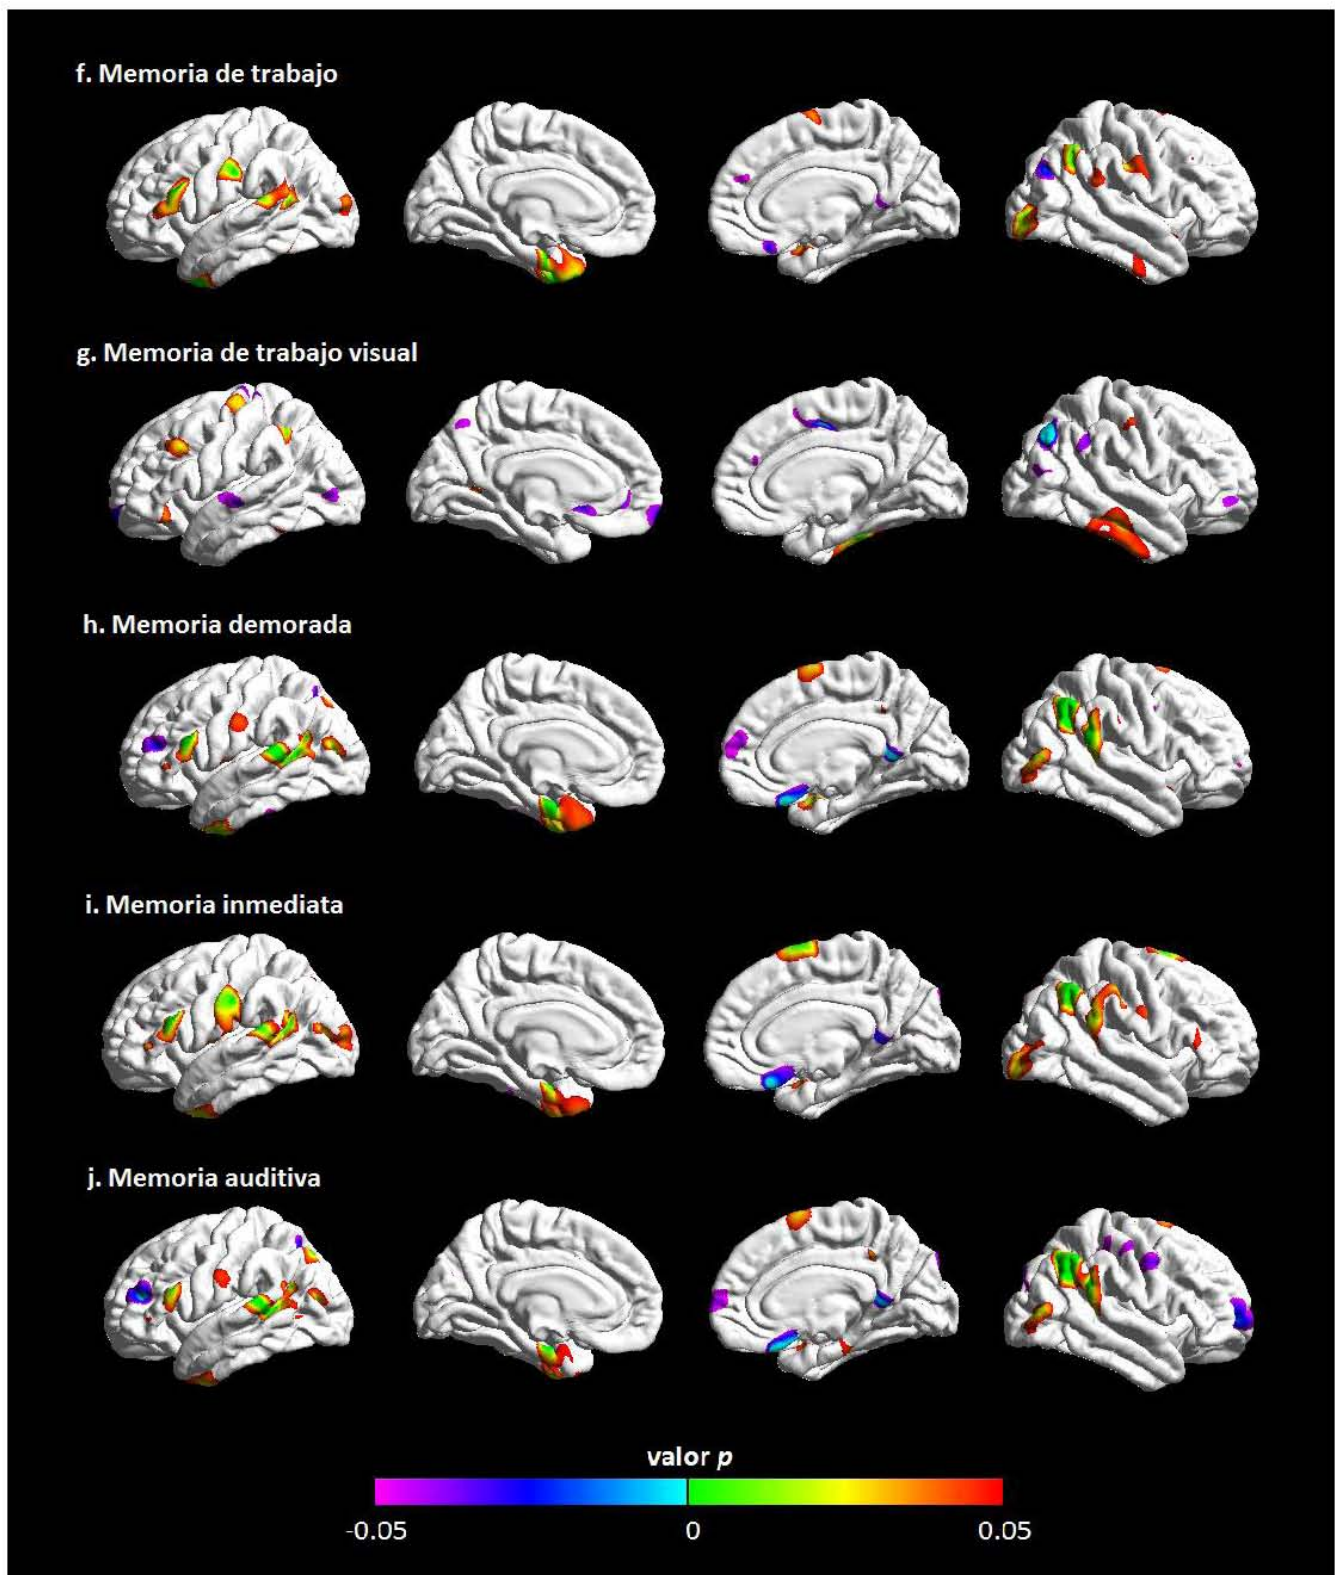 f. Memoria de trabajo
g. Memoria de trabajo visual
h. Memoria demorada
i. Memoria inmediata
j. Memoria auditiva
valor p
-0.05 0 0.05